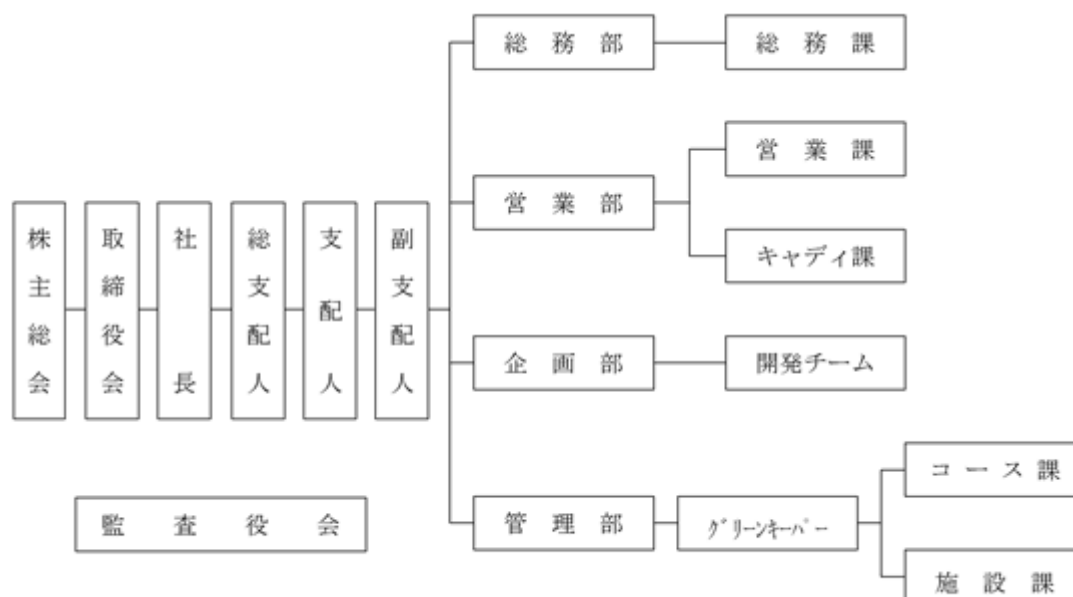 株主総会
取締役会
社長
総支配人
支配人
副支配人
監査役会
総務部
総務課
営業部
営業課
キャディ課
企画部
開発チーム
管理部
グリーンキーパー
コース課
施設課